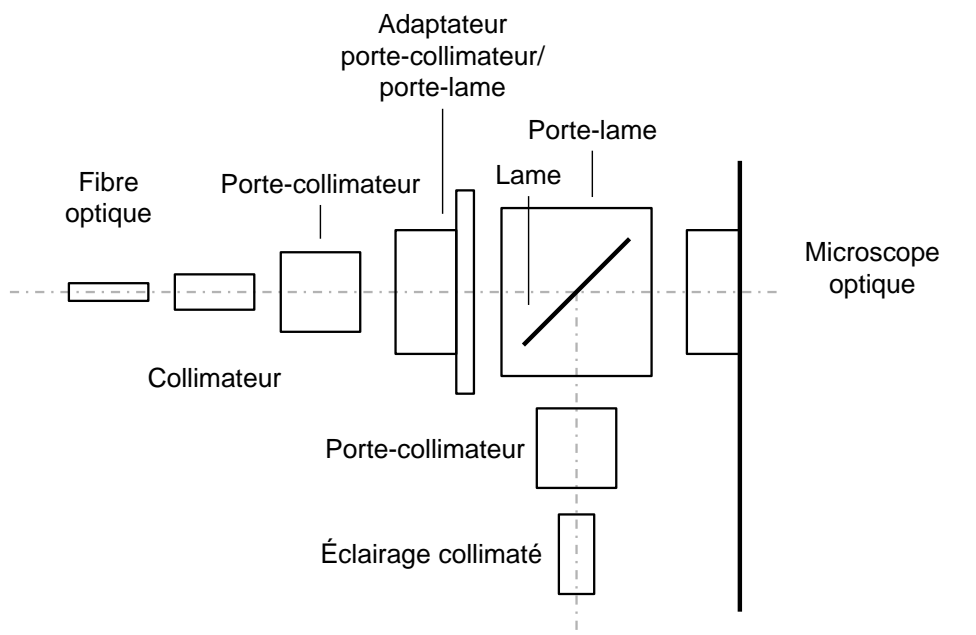 Adaptateur
porte-collimateur/
porte-lame
Porte-lame
Lame
Fibre
optique
Porte-collimateur
Microscope
optique
Collimateur
Porte-collimateur
Éclairage collimaté